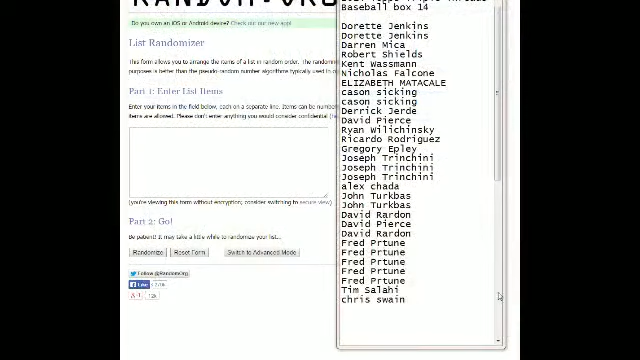 RANDOM.ORG
Do you own an iOS or Android device? Check out our new app!
List Randomizer
This form allows you to arrange the items of a list in random order. The randomn
purposes is better than the pseudo-random number algorithms typically used in
Part 1: Enter List Items
Enter your items in the field below, each on a separate line. Items can be number
items are allowed. Please don't enter anything you would consider confidential
(you're viewing this form without encryption; consider switching to secure view)
Part 2: Go!
Be patient! It may take a little while to randomize your list...
Randomize Reset Form Switch to Advanced Mode
Follow @RandomOrg
Like
12k
Baseball box 14
Dorette Jenkins
Dorette Jenkins
Darren Mica
Robert Shields
Kent Wassmann
Nicholas Falcone
ELIZABETH MATACALE
cason sicking
cason sicking
Derrick Jerde
David Pierce
Ryan Wilichinsky
Ricardo Rodriguez
Gregory Epley
Joseph Trinchini
Joseph Trinchini
Joseph Trinchini
alex chada
John Turkbas
John Turkbas
David Rardon
David Pierce
David Rardon
Fred Prtune
Fred Prtune
Fred Prtune
Fred Prtune
Fred Prtune
Tim Salahi
chris swain